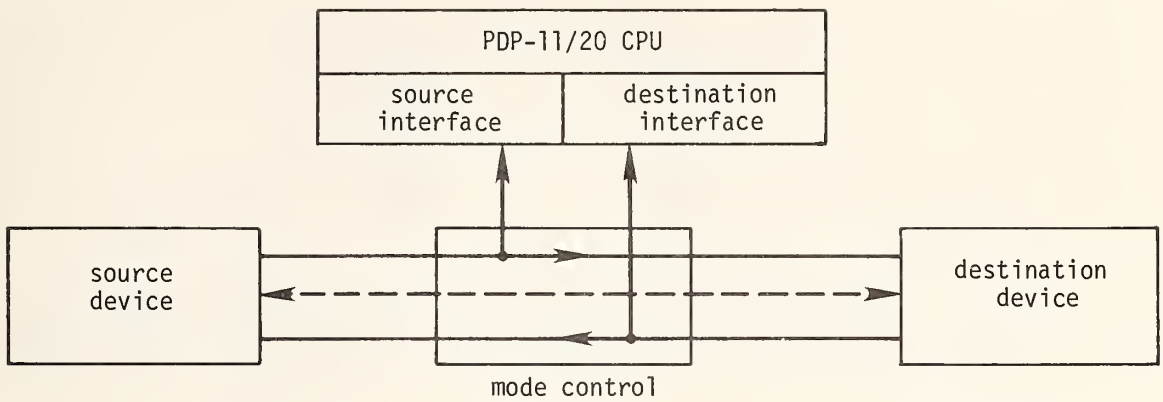 PDP-11/20 CPU
source
interface
destination
interface
source
device
destination
device
mode control